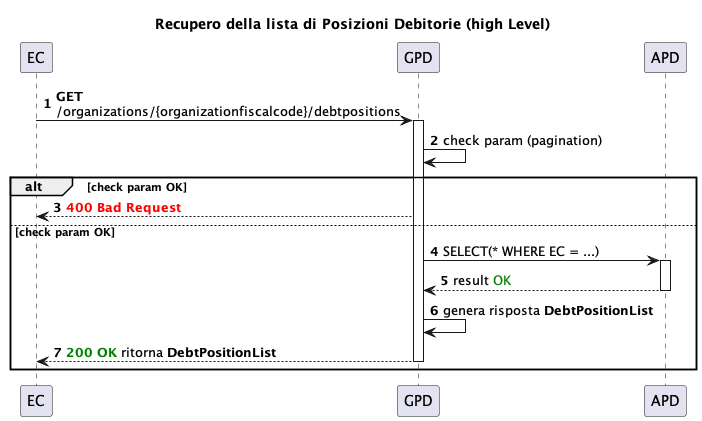 Recupero della lista di Posizioni Debitorie (high Level)
EC GPD APD
1 GET
/organizations/{organizationfiscalcode}/debtpositions
2 check param (pagination)
alt [check param OK]
3 400 Bad Request
[check param OK]
4 SELECT(* WHERE EC = ...)
5 result OK
6 genera risposta DebtPositionList
7 200 OK ritorna DebtPositionList
EC GPD APD